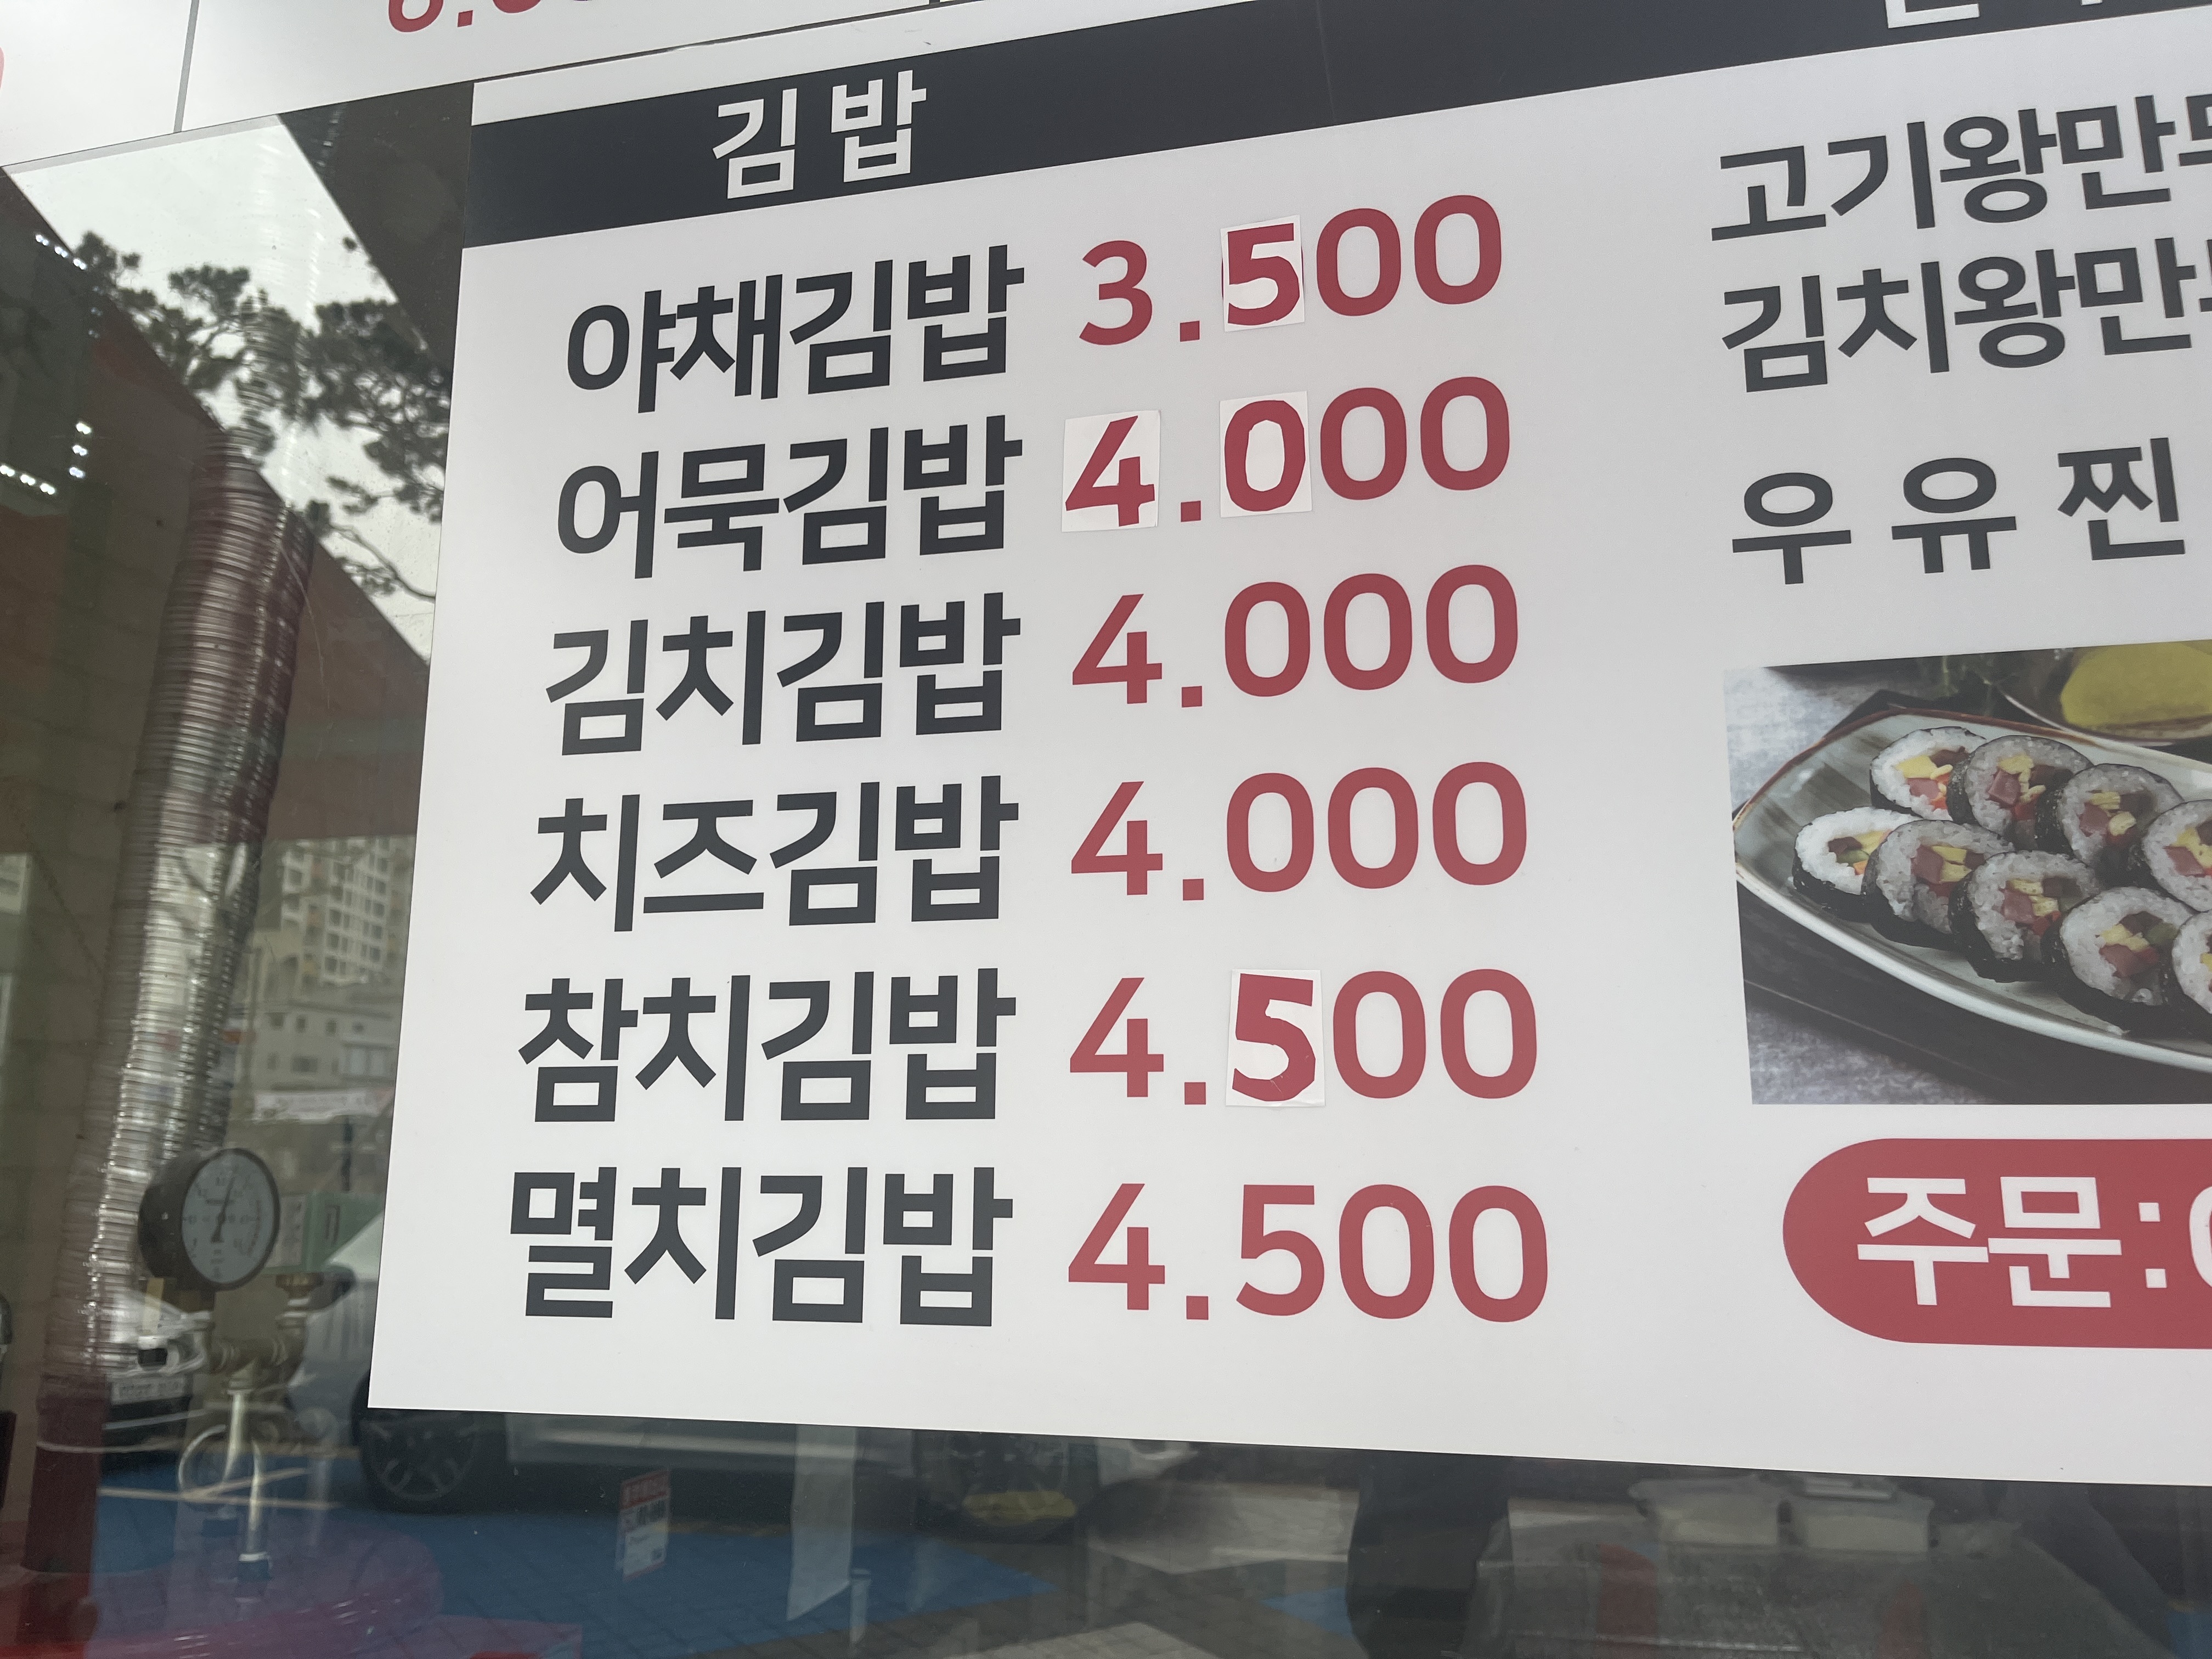 김밥
야채김밥 3.500
어묵김밥 4.000
김치김밥 4.000
치즈김밥 4.000
참치김밥 4.500
멸치김밥 4.500
고기왕만
김치왕만
우유찐
주문: